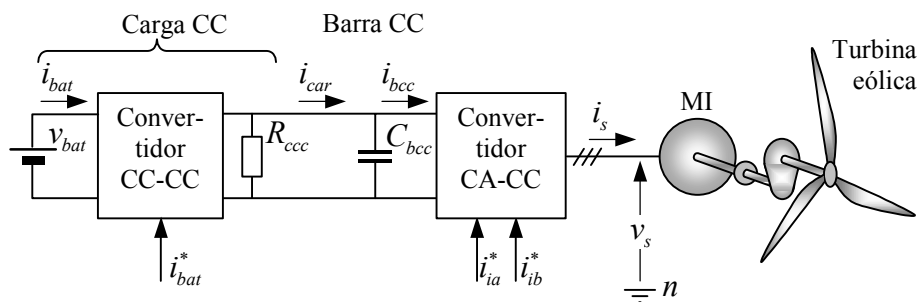 Carga CC
Barra CC
Turbina
eólica
i_bat
i_car
i_bcc
MI
i_s
v_bat
Conver-
tidor
CC-CC
R_ccc
C_bcc
Conver-
tidor
CA-CC
v_s
i*_bat
i*_ia
i*_ib
n